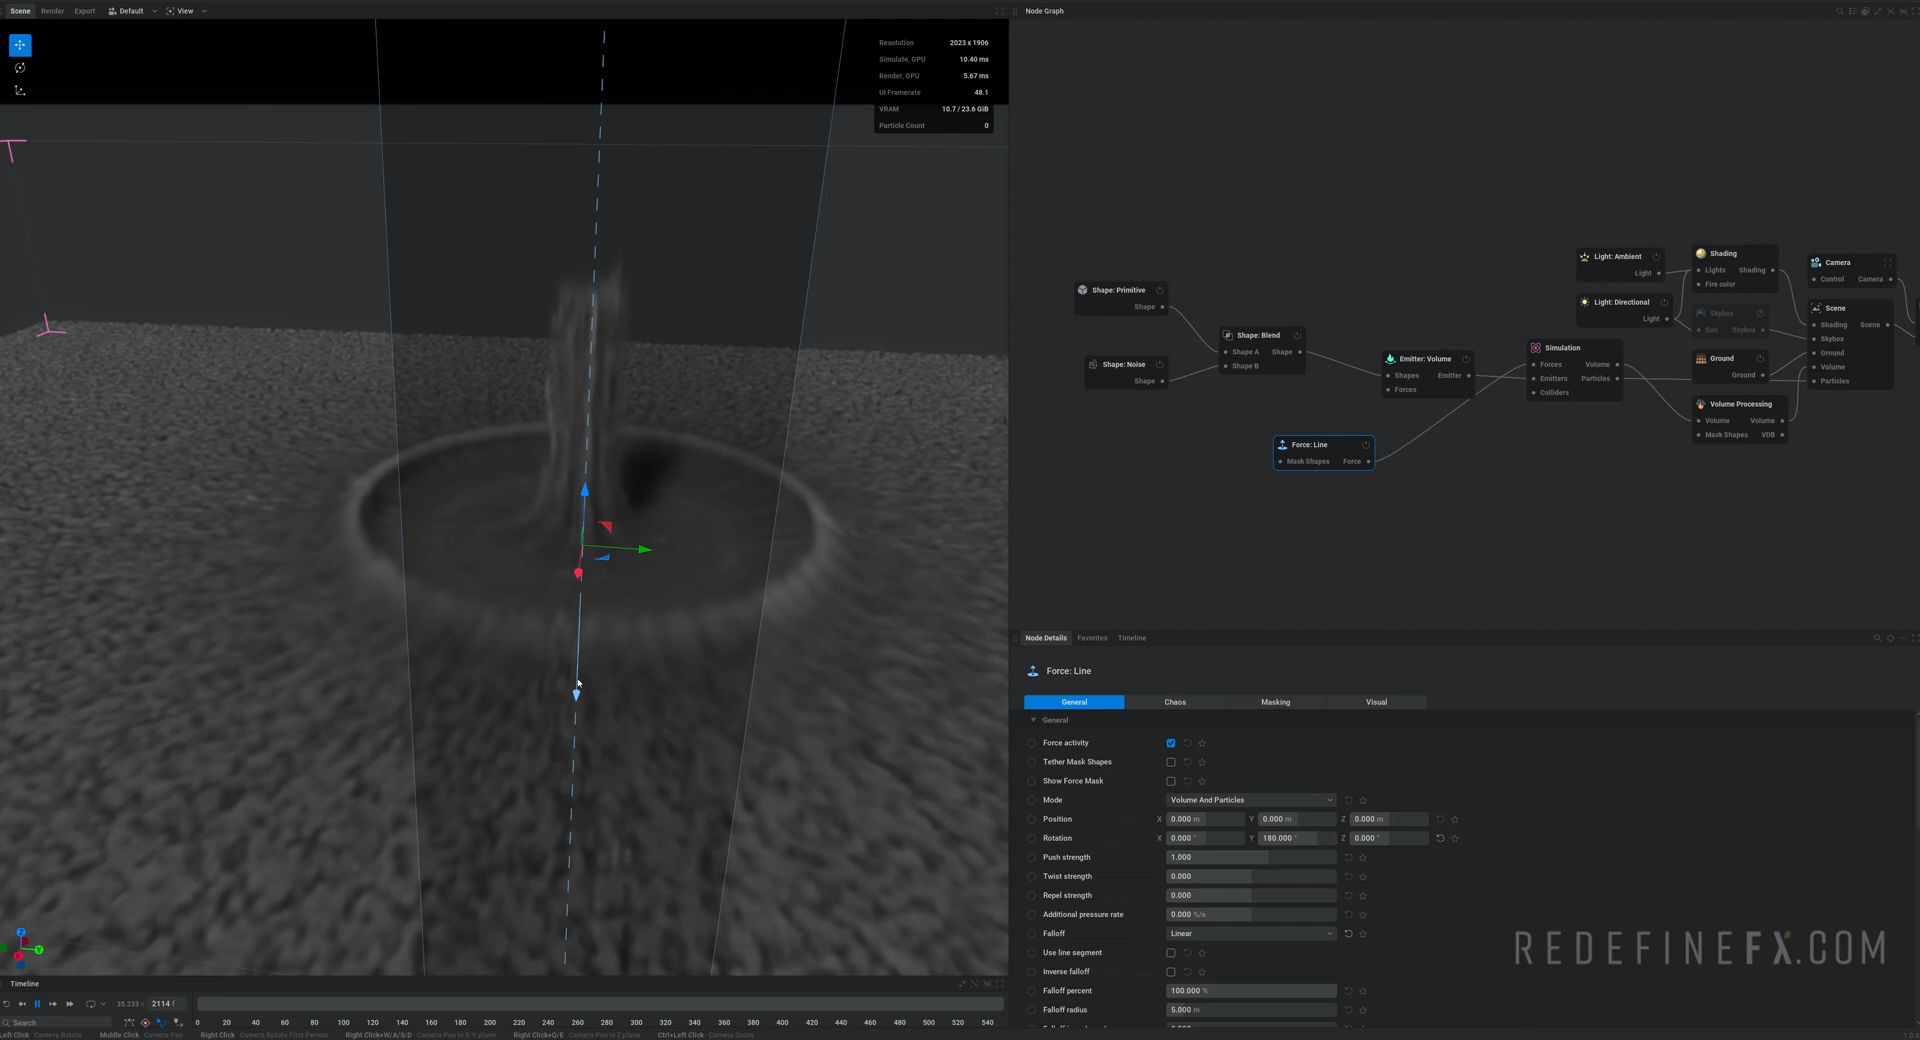 Scene Render Export Default View
Node Graph
Resolution 2023 x 1906
Simulate, GPU 10.40 ms
Render, GPU 5.67 ms
UI Framerate 48.1
VRAM 10.7 / 23.6 GiB
Particle Count 0
Shape: Primitive
Shape
Shape: Noise
Shape
Shape: Blend
Shape A Shape
Shape B
Emitter: Volume
Shapes Emitter
Forces
Force: Line
Mask Shapes Force
Simulation
Forces Volume
Emitters Particles
Colliders
Light: Ambient
Light
Light: Directional
Light
Shading
Lights Shading
Fire color
Skybox
Sun Skybox
Ground
Ground
Volume Processing
Volume Volume
Mask Shapes VDB
Camera
Control Camera
Scene
Shading Scene
Skybox
Ground
Volume
Particles
Node Details Favorites Timeline
Force: Line
General Chaos Masking Visual
General
Force activity
Tether Mask Shapes
Show Force Mask
Mode Volume And Particles
Position X 0.000 m Y 0.000 m Z 0.000 m
Rotation X 0.000 ° Y 180.000 ° Z 0.000 °
Push strength 1.000
Twist strength 0.000
Repel strength 0.000
Additional pressure rate 0.000 %/s
Falloff Linear
Use line segment
Inverse falloff
Falloff percent 100.000 %
Falloff radius 5.000 m
REDEFINEFX.COM
Z
Y
X
Timeline
35.233 s 2114 f
Search
0 20 40 60 80 100 120 140 160 180 200 220 240 260 280 300 320 340 360 380 400 420 440 460 480 500 520 540
Left Click Camera Rotate Middle Click Camera Pan Right Click Camera Rotate First Person Right Click+W/A/S/D Camera Pan in X-Y plane Right Click+Q/E Camera Pan in Z plane Ctrl+Left Click Camera Zoom